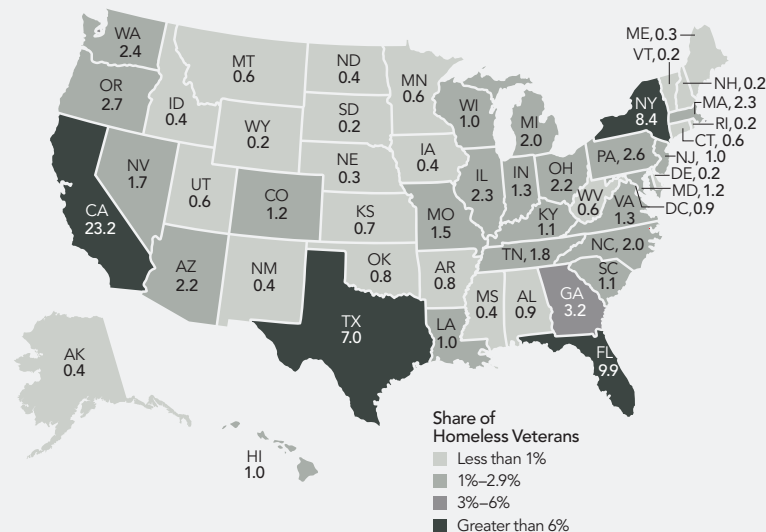 WA
2.4
OR
2.7
CA
23.2
NV
1.7
ID
0.4
MT
0.6
WY
0.2
UT
0.6
AZ
2.2
CO
1.2
NM
0.4
ND
0.4
SD
0.2
NE
0.3
KS
0.7
OK
0.8
TX
7.0
MN
0.6
IA
0.4
MO
1.5
AR
0.8
LA
1.0
WI
1.0
IL
2.3
MI
2.0
IN
1.3
OH
2.2
KY
1.1
TN, 1.8
MS
0.4
AL
0.9
GA
3.2
FL
9.9
SC
1.1
NC, 2.0
VA
1.3
WV
0.6
PA, 2.6
NY
8.4
ME, 0.3
VT, 0.2
NH, 0.2
MA, 2.3
RI, 0.2
CT, 0.6
NJ, 1.0
DE, 0.2
MD, 1.2
DC, 0.9
AK
0.4
HI
1.0
Share of
Homeless Veterans
Less than 1%
1%–2.9%
3%–6%
Greater than 6%